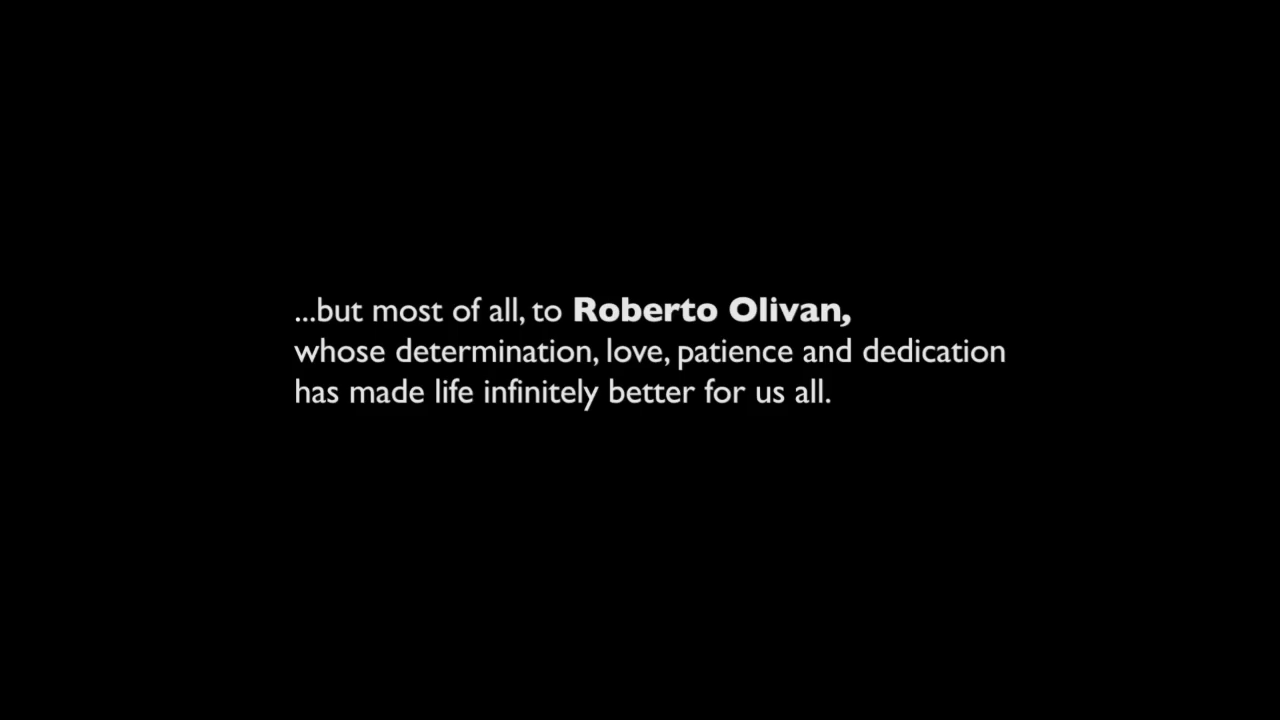 ...but most of all, to Roberto Olivan,
whose determination, love, patience and dedication
has made life infinitely better for us all.